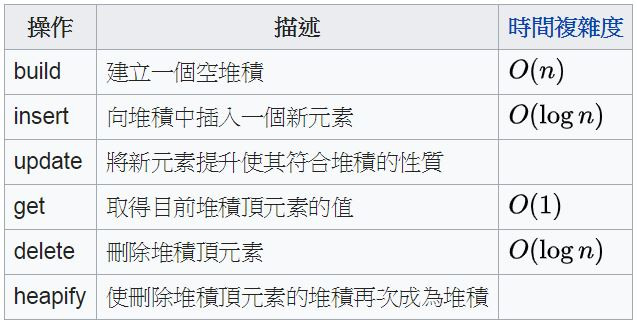 操作 描述 時間複雜度
build 建立一個空堆積 O(n)
insert 向堆積中插入一個新元素 O(log n)
update 將新元素提升使其符合堆積的性質
get 取得目前堆積頂元素的值 O(1)
delete 刪除堆積頂元素 O(log n)
heapify 使刪除堆積頂元素的堆積再次成為堆積